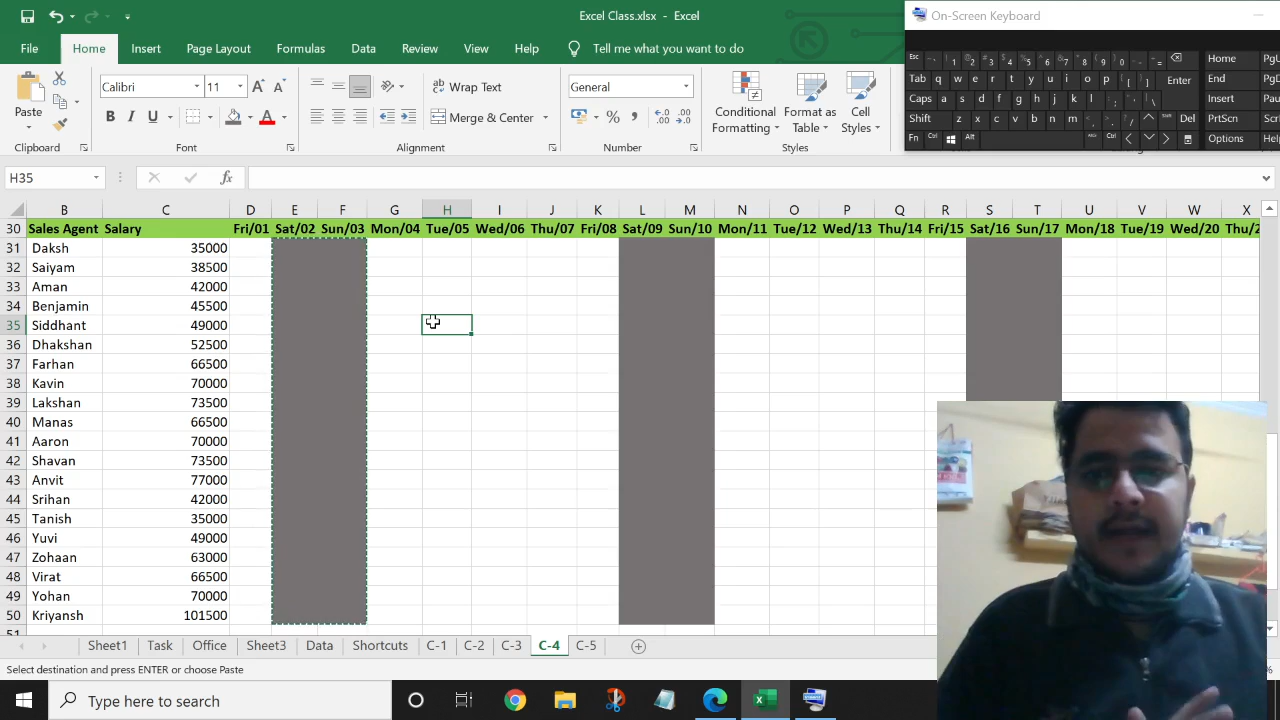 Excel Class.xlsx - Excel
On-Screen Keyboard
File Home Insert Page Layout Formulas Data Review View Help Tell me what you want to do
Paste
Clipboard
Calibri 11
B I U
Font
Wrap Text
Merge & Center
Alignment
General
Number
Conditional Formatting
Format as Table
Cell Styles
Styles
Esc
Tab q w e r t y u i o p Enter
Caps a s d f g h j k l
Shift z x c v b n m Del
Fn Ctrl Alt
Home
End
Insert
PrtScn
Options
H35
B C D E F G H I J K L M N O P Q R S T U V W X
30 Sales Agent Salary Fri/01 Sat/02 Sun/03 Mon/04 Tue/05 Wed/06 Thu/07 Fri/08 Sat/09 Sun/10 Mon/11 Tue/12 Wed/13 Thu/14 Fri/15 Sat/16 Sun/17 Mon/18 Tue/19 Wed/20 Thu/2
31 Daksh 35000
32 Saiyam 38500
33 Aman 42000
34 Benjamin 45500
35 Siddhant 49000
36 Dhakshan 52500
37 Farhan 66500
38 Kavin 70000
39 Lakshan 73500
40 Manas 66500
41 Aaron 70000
42 Shavan 73500
43 Anvit 77000
44 Srihan 42000
45 Tanish 35000
46 Yuvi 49000
47 Zohaan 63000
48 Virat 66500
49 Yohan 70000
50 Kriyansh 101500
51
Sheet1 Task Office Sheet3 Data Shortcuts C-1 C-2 C-3 C-4 C-5
Select destination and press ENTER or choose Paste
Type here to search